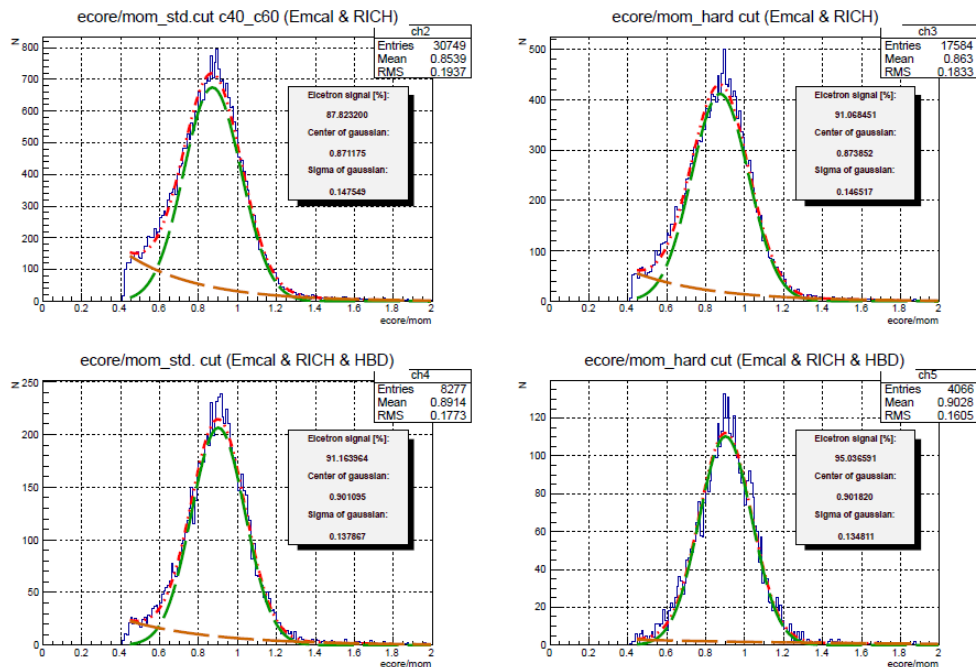 ecore/mom_std.cut c40_c60 (Emcal & RICH)
ch2
Entries 30749
Mean 0.8539
RMS 0.1937
N
800
700
600
500
400
300
200
100
0
Elcetron signal [%]:
87.823200
Center of gaussian:
0.871175
Sigma of gaussian:
0.147549
0 0.2 0.4 0.6 0.8 1 1.2 1.4 1.6 1.8 2
ecore/mom
ecore/mom_hard cut (Emcal & RICH)
ch3
Entries 17584
Mean 0.863
RMS 0.1833
N
500
400
300
200
100
0
Elcetron signal [%]:
91.068451
Center of gaussian:
0.873852
Sigma of gaussian:
0.146517
0 0.2 0.4 0.6 0.8 1 1.2 1.4 1.6 1.8 2
ecore/mom
ecore/mom_std. cut (Emcal & RICH & HBD)
ch4
Entries 8277
Mean 0.8914
RMS 0.1773
N
250
200
150
100
50
0
Elcetron signal [%]:
91.163964
Center of gaussian:
0.901095
Sigma of gaussian:
0.137867
0 0.2 0.4 0.6 0.8 1 1.2 1.4 1.6 1.8 2
ecore/mom
ecore/mom_hard cut (Emcal & RICH & HBD)
ch5
Entries 4066
Mean 0.9028
RMS 0.1605
N
120
100
80
60
40
20
0
Elcetron signal [%]:
95.036591
Center of gaussian:
0.901820
Sigma of gaussian:
0.134811
0 0.2 0.4 0.6 0.8 1 1.2 1.4 1.6 1.8 2
ecore/mom